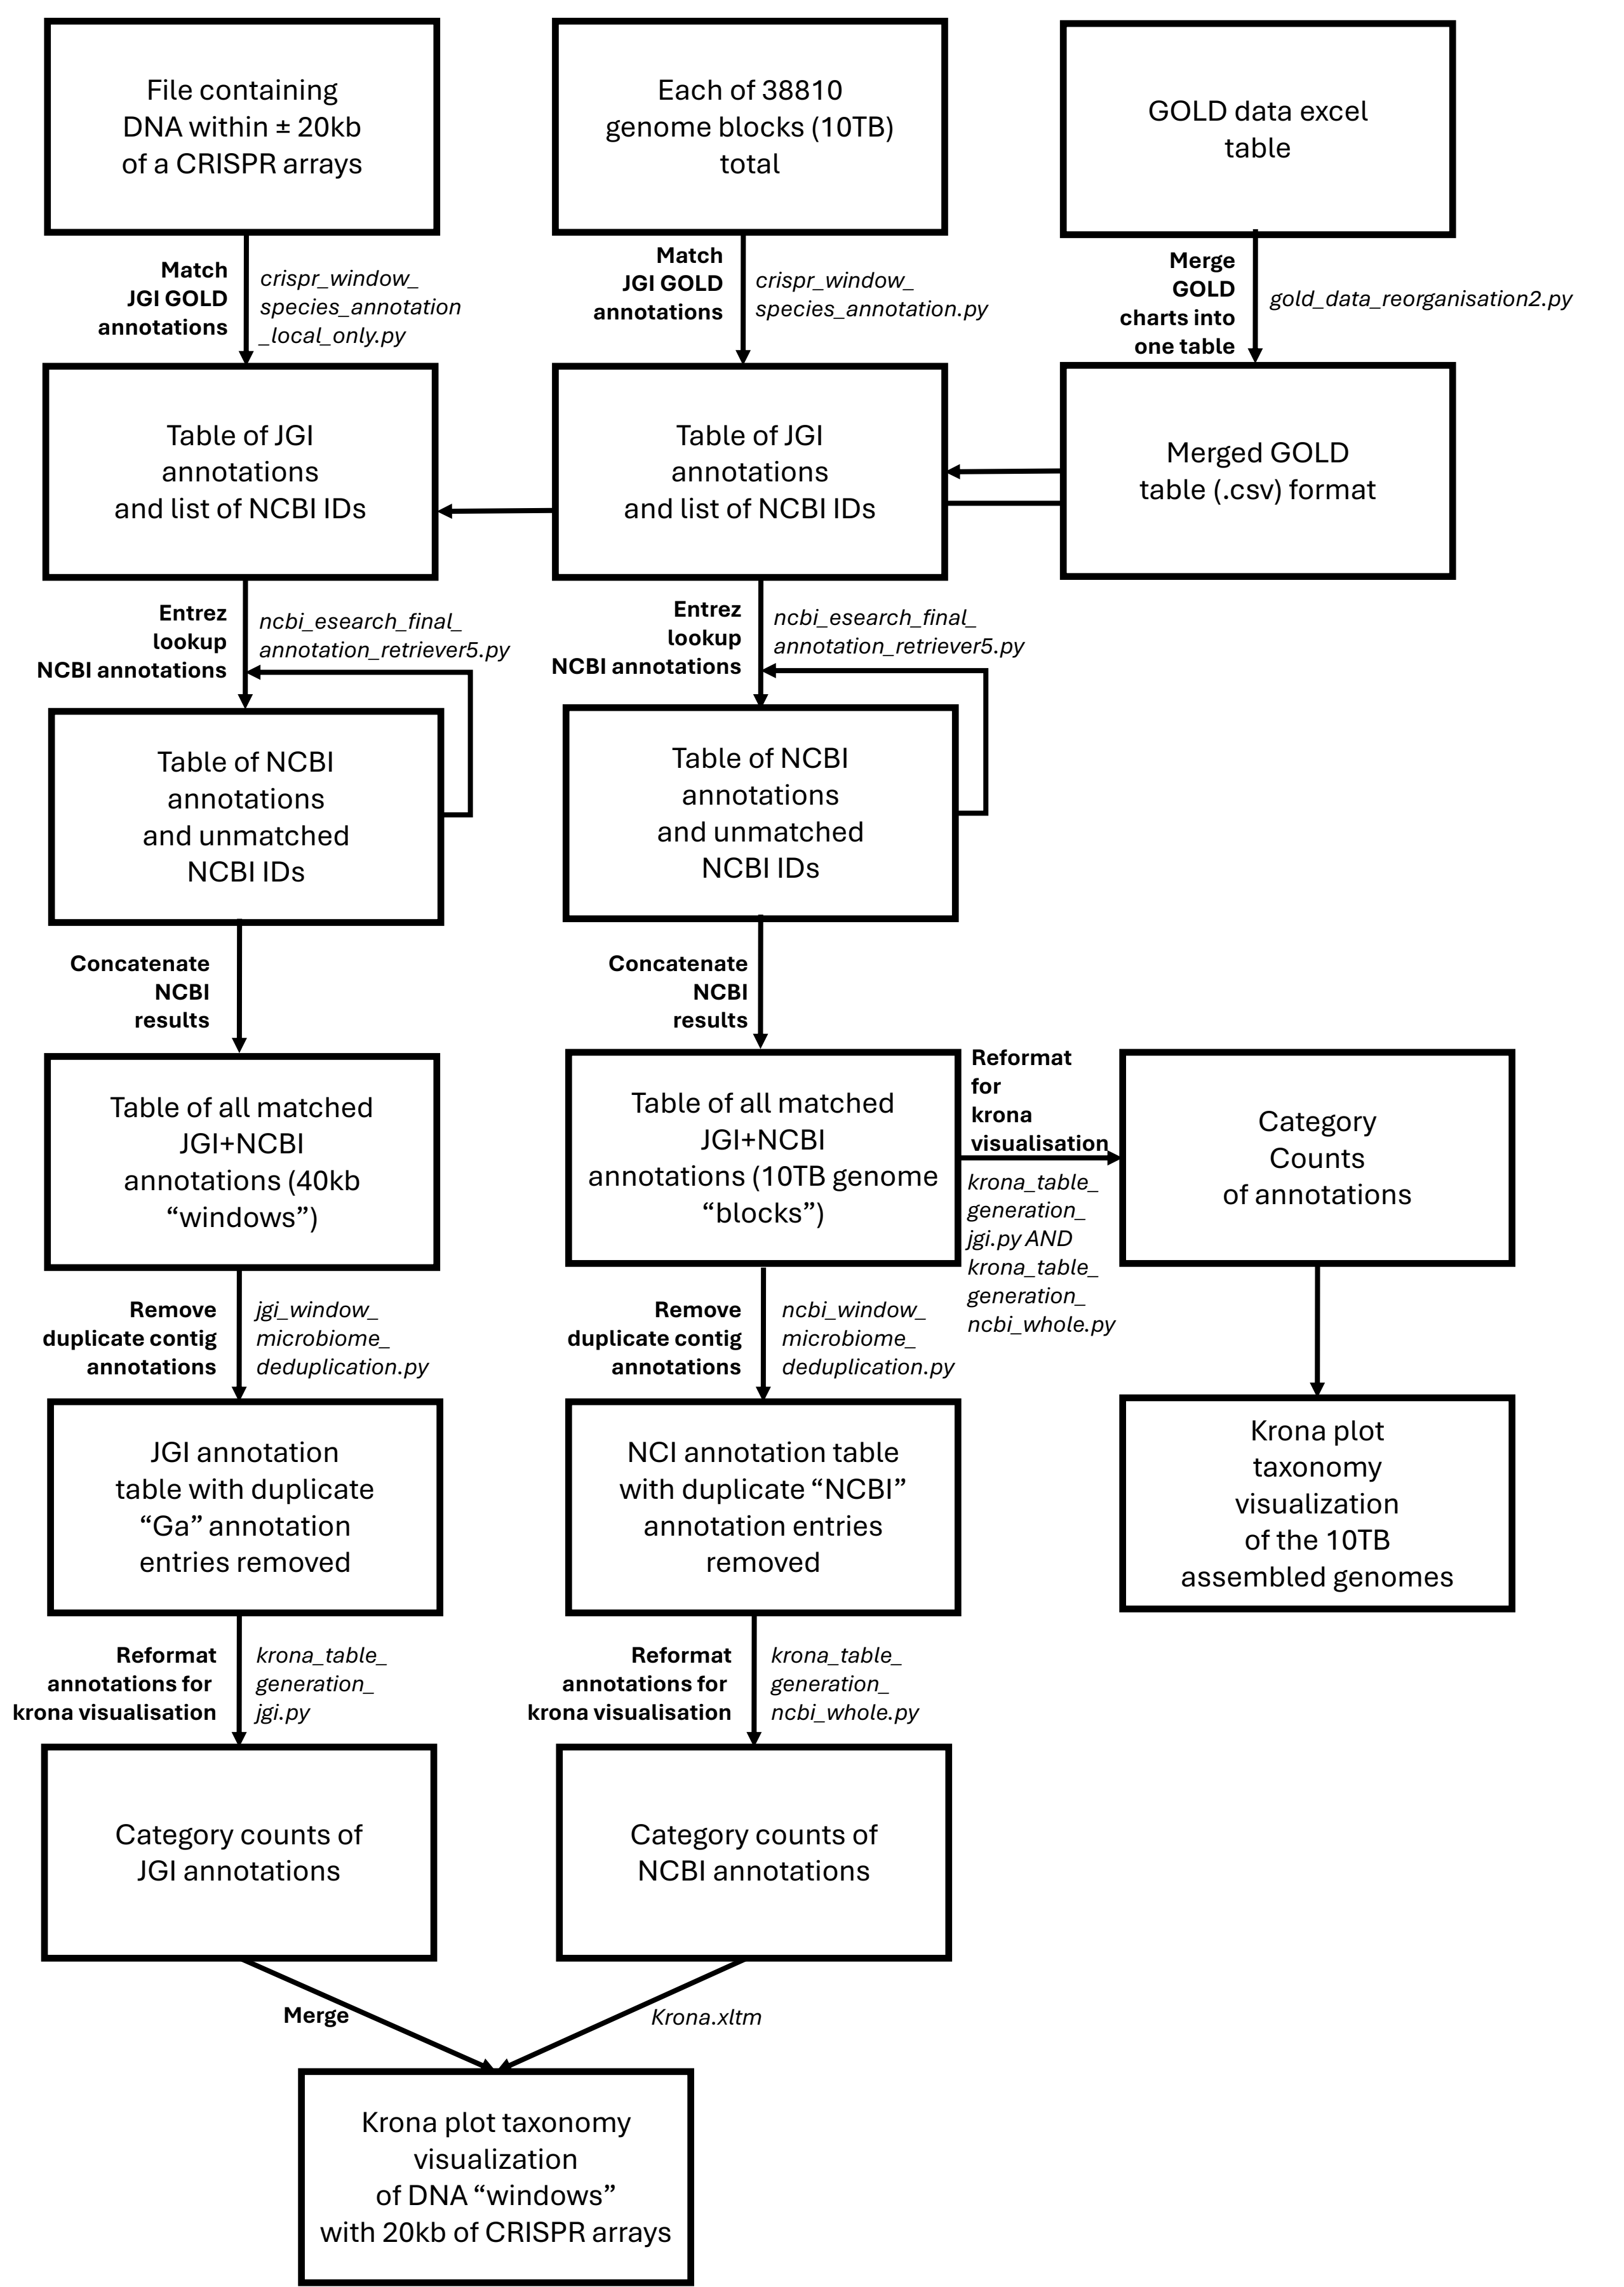 File containing
DNA within ± 20kb
of a CRISPR arrays
Each of 38810
genome blocks (10TB)
total
GOLD data excel
table
Match
JGI GOLD
annotations
crispr_window_
species_annotation
_local_only.py
Match
JGI GOLD
annotations
crispr_window_
species_annotation.py
Merge
GOLD
charts into
one table
gold_data_reorganisation2.py
Table of JGI
annotations
and list of NCBI IDs
Table of JGI
annotations
and list of NCBI IDs
Merged GOLD
table (.csv) format
Entrez
lookup
NCBI annotations
ncbi_esearch_final_
annotation_retriever5.py
Entrez
lookup
NCBI annotations
ncbi_esearch_final_
annotation_retriever5.py
Table of NCBI
annotations
and unmatched
NCBI IDs
Table of NCBI
annotations
and unmatched
NCBI IDs
Concatenate
NCBI
results
Concatenate
NCBI
results
Table of all matched
JGI+NCBI
annotations (40kb
“windows”)
Table of all matched
JGI+NCBI
annotations (10TB genome
“blocks”)
Reformat
for
krona
visualisation
krona_table_
generation_
jgi.py AND
krona_table_
generation_
ncbi_whole.py
Category
Counts
of annotations
Remove
duplicate contig
annotations
jgi_window_
microbiome_
deduplication.py
Remove
duplicate contig
annotations
ncbi_window_
microbiome_
deduplication.py
JGI annotation
table with duplicate
“Ga” annotation
entries removed
NCI annotation table
with duplicate “NCBI”
annotation entries
removed
Krona plot
taxonomy
visualization
of the 10TB
assembled genomes
Reformat
annotations for
krona visualisation
krona_table_
generation_
jgi.py
Reformat
annotations for
krona visualisation
krona_table_
generation_
ncbi_whole.py
Category counts of
JGI annotations
Category counts of
NCBI annotations
Merge
Krona.xltm
Krona plot taxonomy
visualization
of DNA “windows”
with 20kb of CRISPR arrays